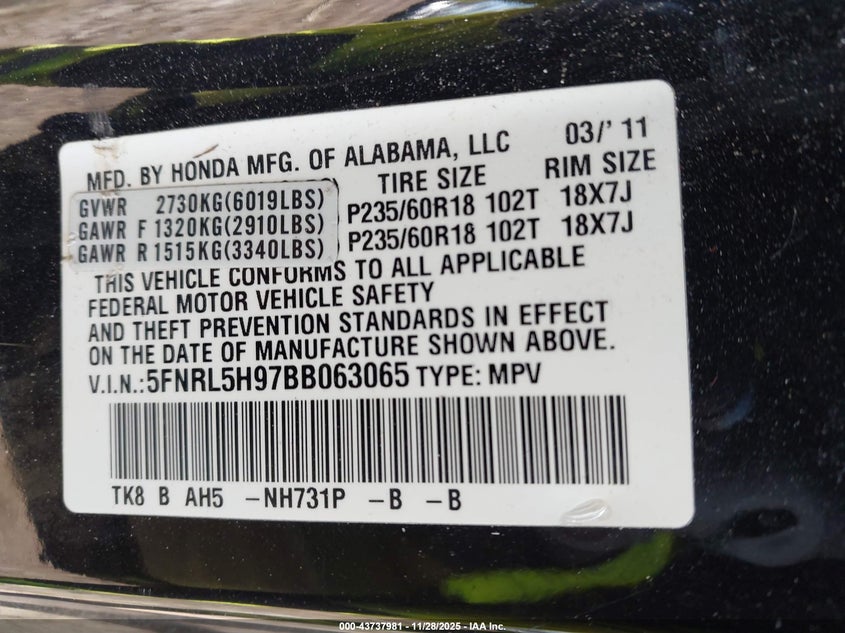 MFD. BY HONDA MFG. OF ALABAMA, LLC 03/' 11
TIRE SIZE RIM SIZE
GVWR 2730KG(6019LBS)
GAWR F 1320KG(2910LBS) P235/60R18 102T 18X7J
GAWR R 1515KG(3340LBS) P235/60R18 102T 18X7J
THIS VEHICLE CONFORMS TO ALL APPLICABLE
FEDERAL MOTOR VEHICLE SAFETY
AND THEFT PREVENTION STANDARDS IN EFFECT
ON THE DATE OF MANUFACTURE SHOWN ABOVE.
V.I.N.:5FNRL5H97BB063065 TYPE: MPV
TK8 B AH5 -NH731P -B -B
000-43737981 - 11/28/2025 - IAA Inc.